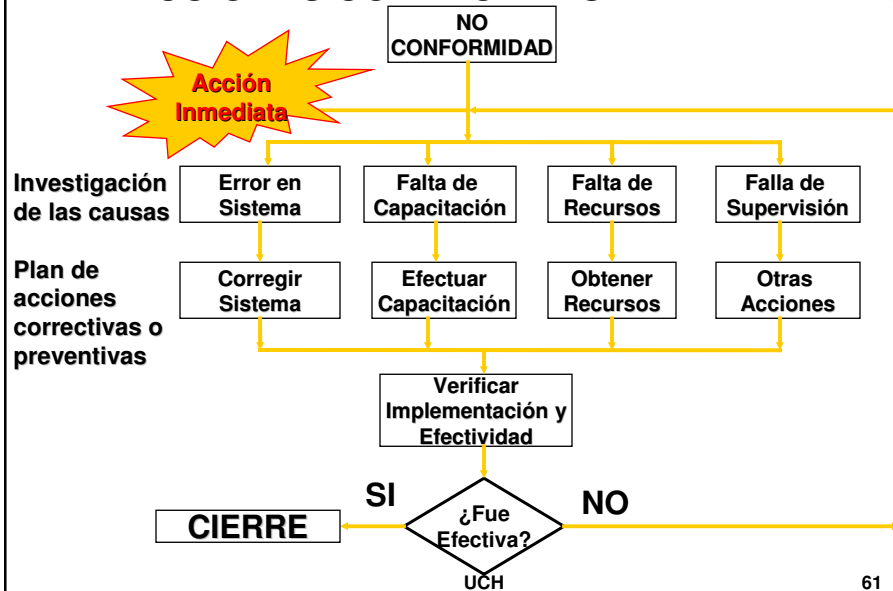 NO
CONFORMIDAD
Acción
Inmediata
Investigación
de las causas
Error en
Sistema
Falta de
Capacitación
Falta de
Recursos
Falla de
Supervisión
Plan de
acciones
correctivas o
preventivas
Corregir
Sistema
Efectuar
Capacitación
Obtener
Recursos
Otras
Acciones
Verificar
Implementación y
Efectividad
SI
¿Fue
Efectiva?
NO
CIERRE
UCH
61